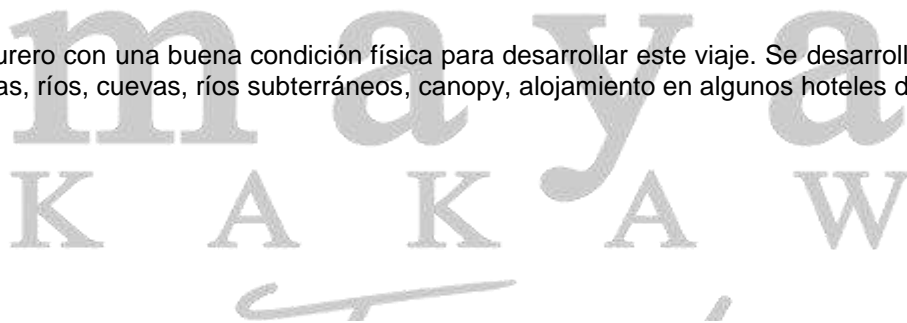 urero con una buena condición física para desarrollar este viaje. Se desarroll
as, ríos, cuevas, ríos subterráneos, canopy, alojamiento en algunos hoteles d
maya
KAKAW